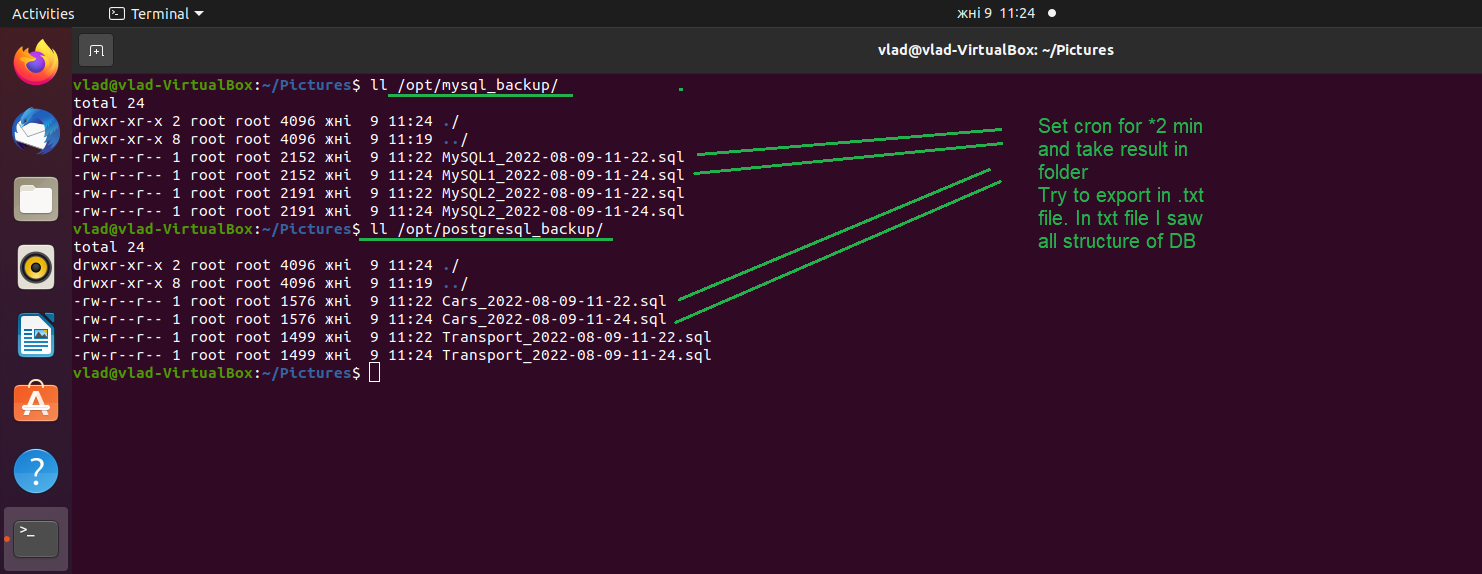 Activities Terminal жні 9 11:24
vlad@vlad-VirtualBox: ~/Pictures
vlad@vlad-VirtualBox:~/Pictures$ ll /opt/mysql_backup/
total 24
drwxr-xr-x 2 root root 4096 жні  9 11:24 ./
drwxr-xr-x 8 root root 4096 жні  9 11:19 ../
-rw-r--r-- 1 root root 2152 жні  9 11:22 MySQL1_2022-08-09-11-22.sql
-rw-r--r-- 1 root root 2152 жні  9 11:24 MySQL1_2022-08-09-11-24.sql
-rw-r--r-- 1 root root 2191 жні  9 11:22 MySQL2_2022-08-09-11-22.sql
-rw-r--r-- 1 root root 2191 жні  9 11:24 MySQL2_2022-08-09-11-24.sql
vlad@vlad-VirtualBox:~/Pictures$ ll /opt/postgresql_backup/
total 24
drwxr-xr-x 2 root root 4096 жні  9 11:24 ./
drwxr-xr-x 8 root root 4096 жні  9 11:19 ../
-rw-r--r-- 1 root root 1576 жні  9 11:22 Cars_2022-08-09-11-22.sql
-rw-r--r-- 1 root root 1576 жні  9 11:24 Cars_2022-08-09-11-24.sql
-rw-r--r-- 1 root root 1499 жні  9 11:22 Transport_2022-08-09-11-22.sql
-rw-r--r-- 1 root root 1499 жні  9 11:24 Transport_2022-08-09-11-24.sql
vlad@vlad-VirtualBox:~/Pictures$
Set cron for *2 min
and take result in
folder
Try to export in .txt
file. In txt file I saw
all structure of DB